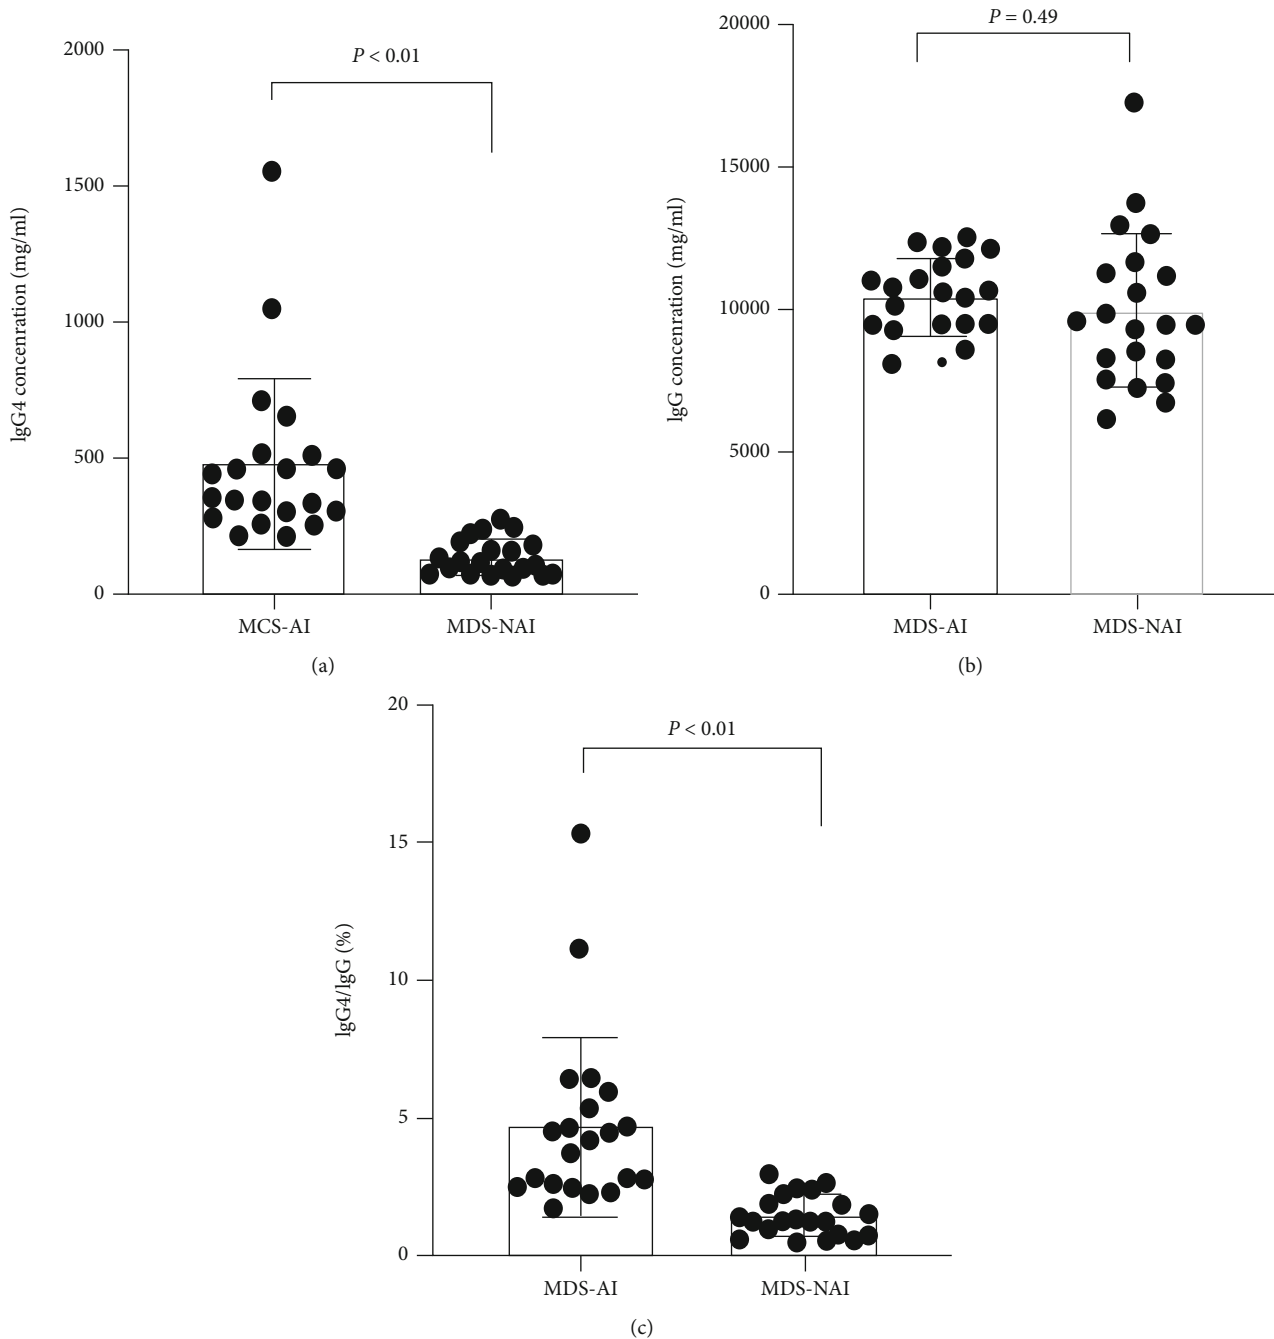 P < 0.01
2000
1500
1000
500
0
lgG4 concenration (mg/ml)
MCS-AI
MDS-NAI
(a)
P = 0.49
20000
15000
10000
5000
0
lgG concenration (mg/ml)
MDS-AI
MDS-NAI
(b)
P < 0.01
20
15
10
5
0
lgG4/lgG (%)
MDS-AI
MDS-NAI
(c)